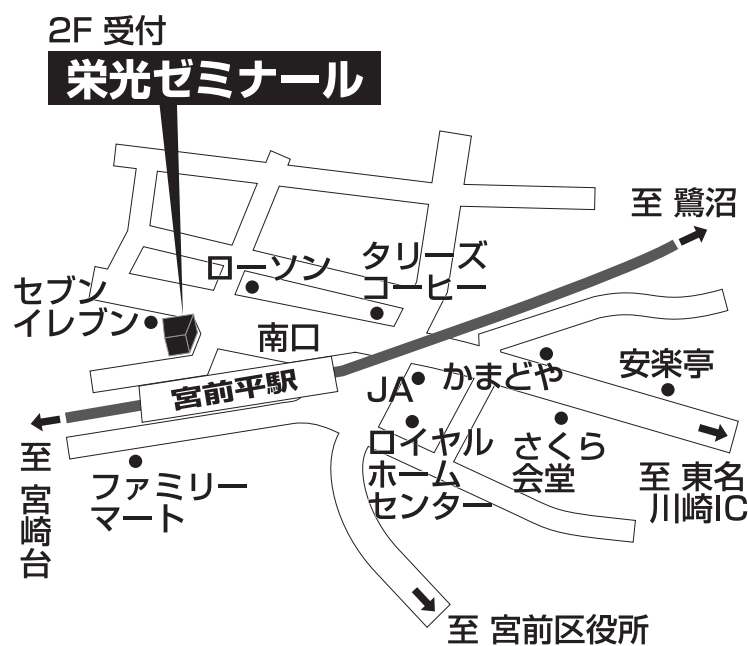 2F 受付
栄光ゼミナール
至 鷺沼
タリーズ
コーヒー
ローソン
セブン
イレブン
南口
宮前平駅
JA
かまどや
安楽亭
至 宮崎台
ファミリー
マート
ロイヤル
ホーム
センター
さくら
会堂
至 東名
川崎IC
至 宮前区役所